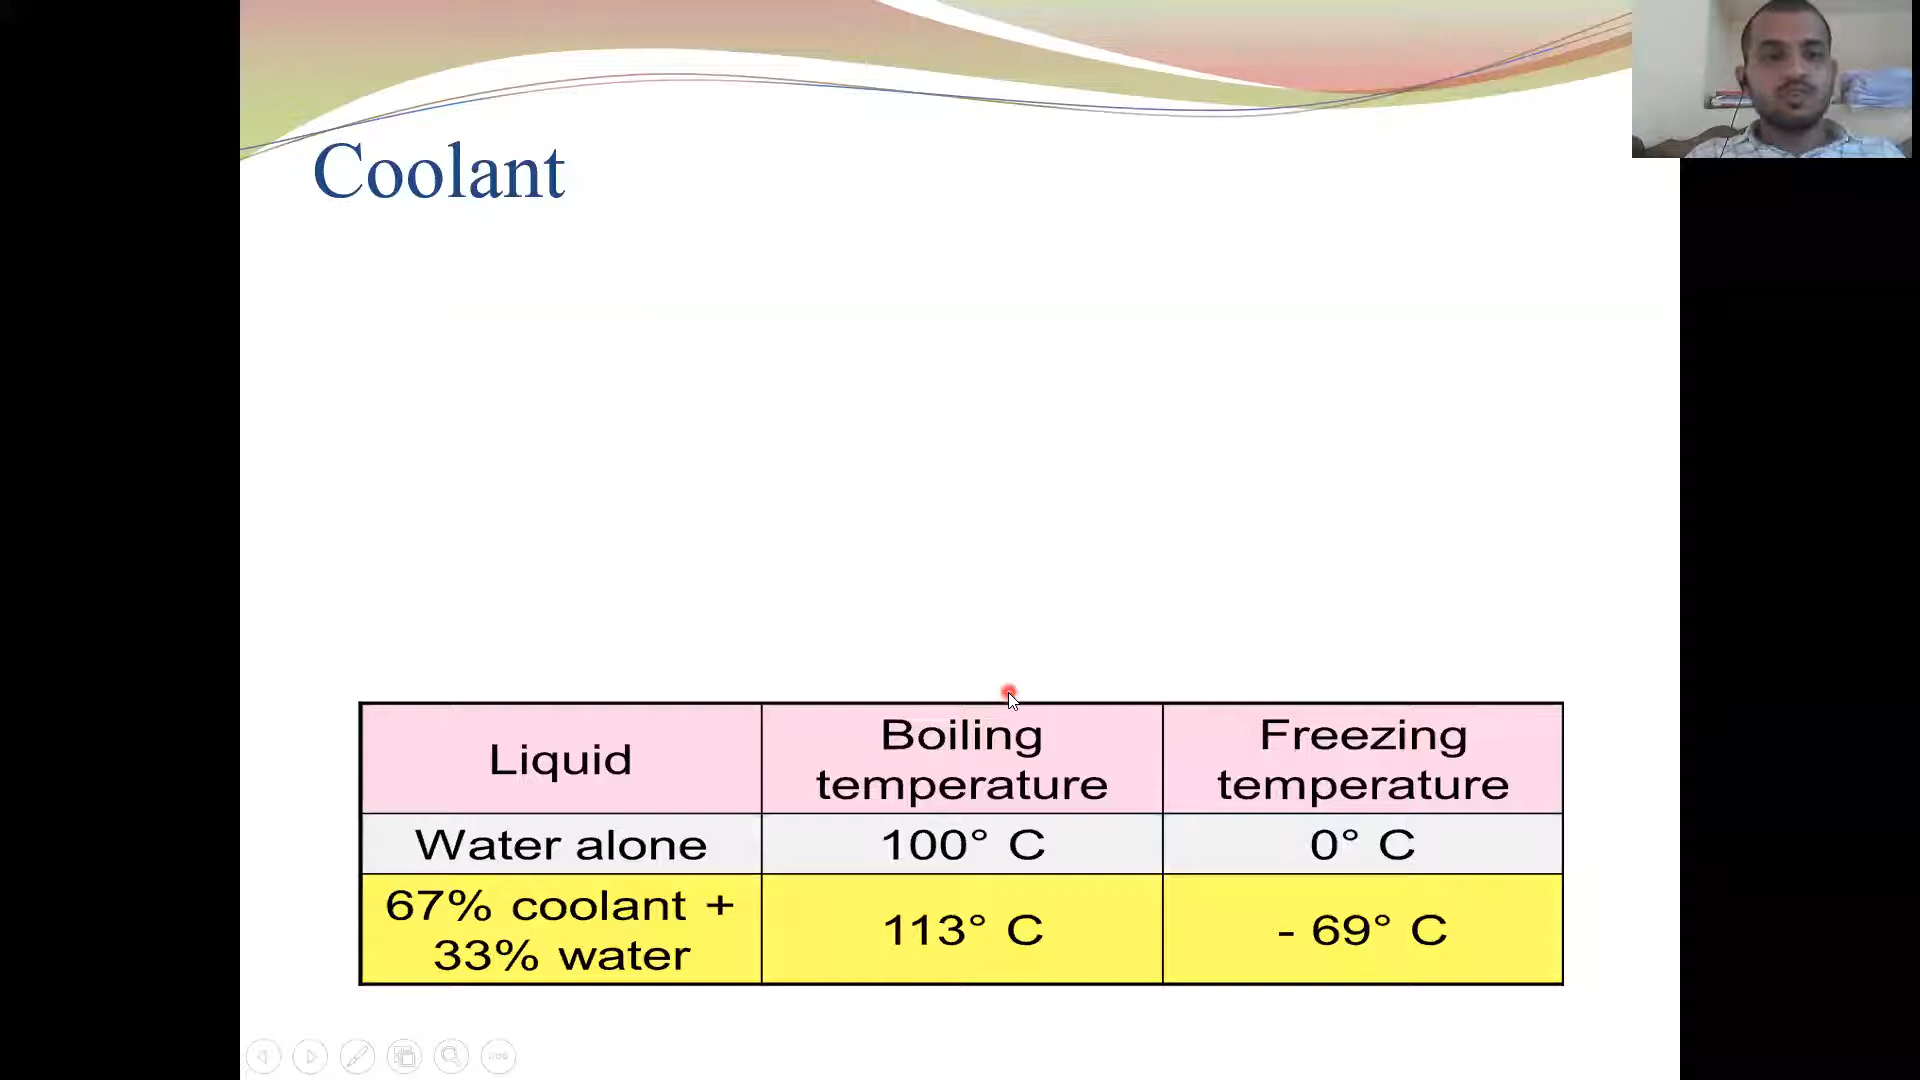 Coolant
Liquid
Boiling
temperature
Freezing
temperature
Water alone
100° C
0° C
67% coolant +
33% water
113° C
- 69° C